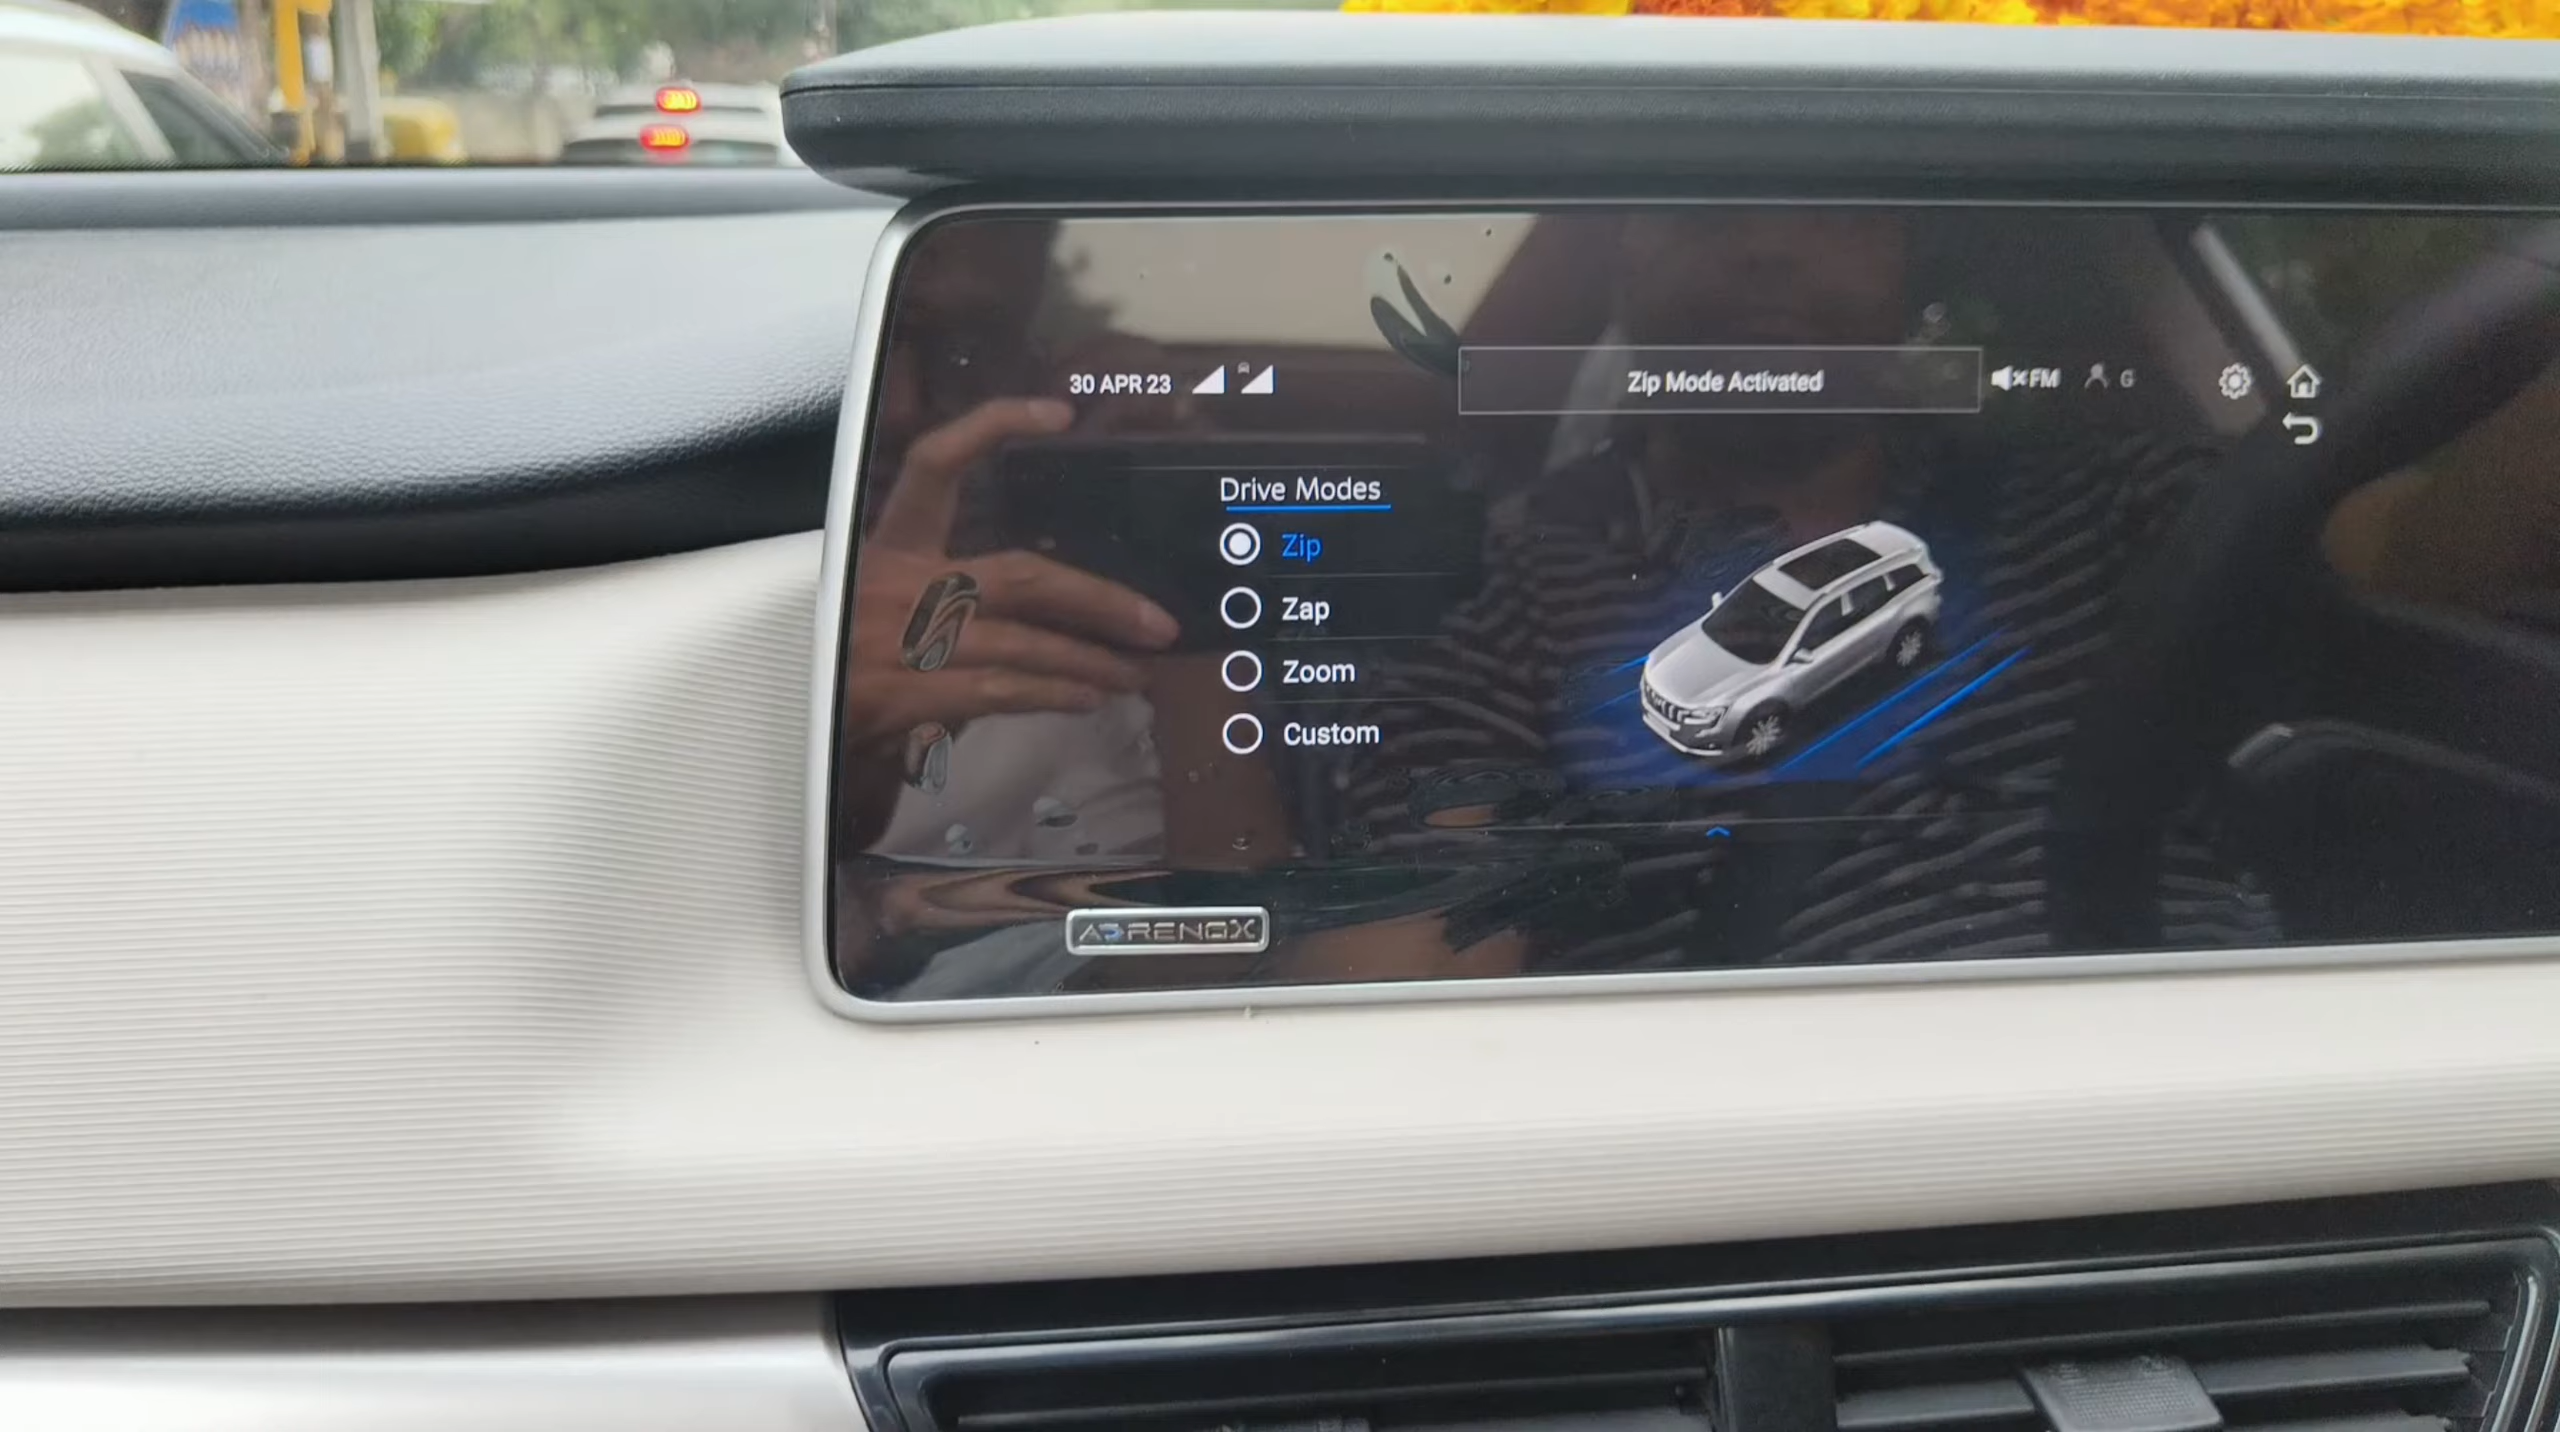 30 APR 23
Zip Mode Activated
FM
G
Drive Modes
Zip
Zap
Zoom
Custom
ADRENOX